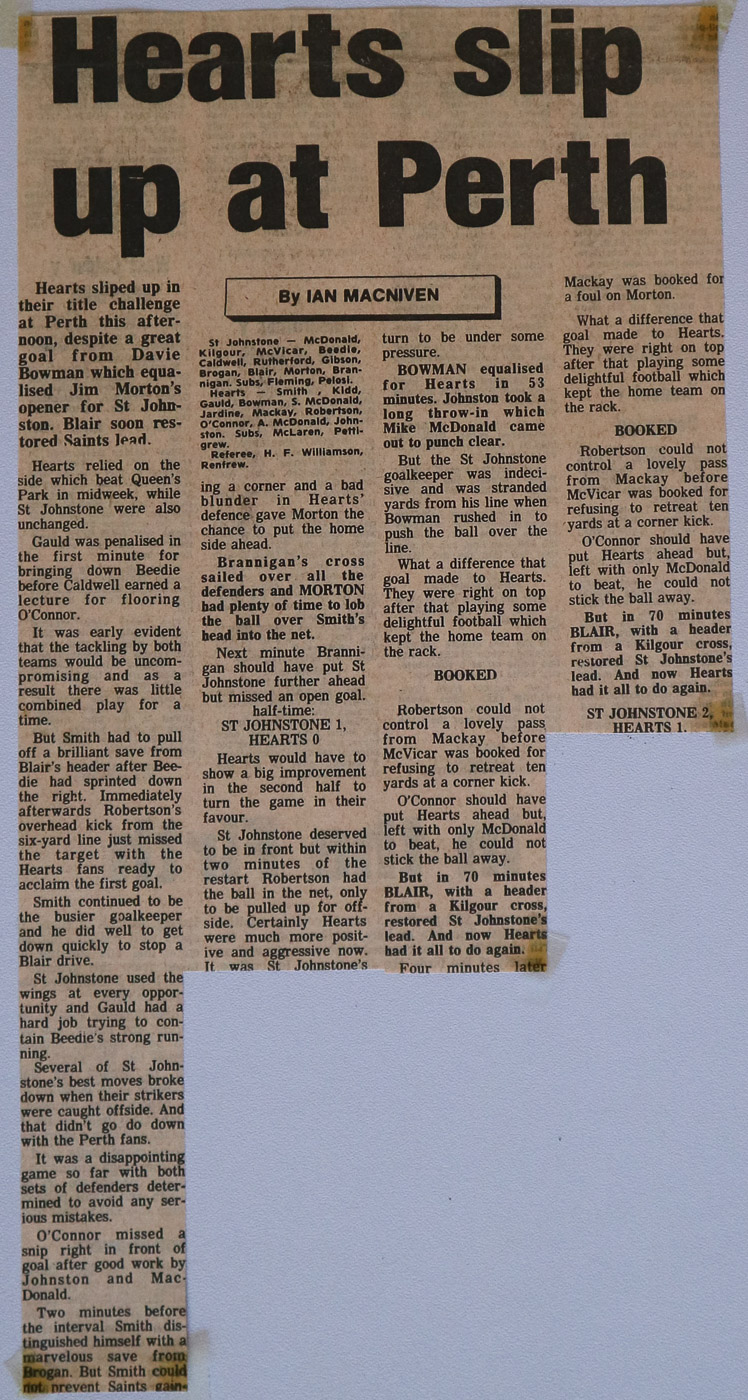 Hearts slip
up at Perth
Hearts sliped up in
their title challenge
at Perth this after-
noon, despite a great
goal from Davie
Bowman which equa-
lised Jim Morton's
opener for St John-
ston. Blair soon res-
tored Saints lead.
Hearts relied on the
side which beat Queen's
Park in midweek, while
St Johnstone were also
unchanged.
Gauld was penalised in
the first minute for
bringing down Beedie
before Caldwell earned a
lecture for flooring
O'Connor.
It was early evident
that the tackling by both
teams would be uncom-
promising and as a
result there was little
combined play for a
time.
But Smith had to pull
off a brilliant save from
Blair's header after Bee-
die had sprinted down
the right. Immediately
afterwards Robertson's
overhead kick from the
six-yard line just missed
the target with the
Hearts fans ready to
acclaim the first goal.
Smith continued to be
the busier goalkeeper
and he did well to get
down quickly to stop a
Blair drive.
St Johnstone used the
wings at every oppor-
tunity and Gauld had a
hard job trying to con-
tain Beedie's strong run-
ning.
Several of St John-
stone's best moves broke
down when their strikers
were caught offside. And
that didn't go do down
with the Perth fans.
It was a disappointing
game so far with both
sets of defenders deter-
mined to avoid any ser-
ious mistakes.
O'Connor missed a
snip right in front of
goal after good work by
Johnston and Mac-
Donald.
Two minutes before
the interval Smith dis-
tinguished himself with a
marvelous save from
Brogan. But Smith could
not prevent Saints gain-
By IAN MACNIVEN
St Johnstone — McDonald,
Kilgour, McVicar, Beedie,
Caldwell, Rutherford, Gibson,
Brogan, Blair, Morton, Bran-
nigan. Subs, Fleming, Pelosi.
Hearts — Smith , Kidd,
Gauld, Bowman, S. McDonald,
Jardine, Mackay, Robertson,
O'Connor, A. McDonald, John-
ston. Subs, McLaren, Petti-
grew.
Referee, H. F. Williamson,
Renfrew.
ing a corner and a bad
blunder in Hearts'
defence gave Morton the
chance to put the home
side ahead.
Brannigan's cross
sailed over all the
defenders and MORTON
had plenty of time to lob
the ball over Smith's
head into the net.
Next minute Branni-
gan should have put St
Johnstone further ahead
but missed an open goal.
half-time:
ST JOHNSTONE 1,
HEARTS 0
Hearts would have to
show a big improvement
in the second half to
turn the game in their
favour.
St Johnstone deserved
to be in front but within
two minutes of the
restart Robertson had
the ball in the net, only
to be pulled up for off-
side. Certainly Hearts
were much more posit-
ive and aggressive now.
It was St Johnstone's
turn to be under some
pressure.
BOWMAN equalised
for Hearts in 53
minutes. Johnston took a
long throw-in which
Mike McDonald came
out to punch clear.
But the St Johnstone
goalkeeper was indeci-
sive and was stranded
yards from his line when
Bowman rushed in to
push the ball over the
line.
What a difference that
goal made to Hearts.
They were right on top
after that playing some
delightful football which
kept the home team on
the rack.
BOOKED
Robertson could not
control a lovely pass
from Mackay before
McVicar was booked for
refusing to retreat ten
yards at a corner kick.
O'Connor should have
put Hearts ahead but,
left with only McDonald
to beat, he could not
stick the ball away.
But in 70 minutes
BLAIR, with a header
from a Kilgour cross,
restored St Johnstone's
lead. And now Hearts
had it all to do again.
Four minutes later
Mackay was booked for
a foul on Morton.
What a difference that
goal made to Hearts.
They were right on top
after that playing some
delightful football which
kept the home team on
the rack.
BOOKED
Robertson could not
control a lovely pass
from Mackay before
McVicar was booked for
refusing to retreat ten
yards at a corner kick.
O'Connor should have
put Hearts ahead but,
left with only McDonald
to beat, he could not
stick the ball away.
But in 70 minutes
BLAIR, with a header
from a Kilgour cross,
restored St Johnstone's
lead. And now Hearts
had it all to do again.
ST JOHNSTONE 2,
HEARTS 1.